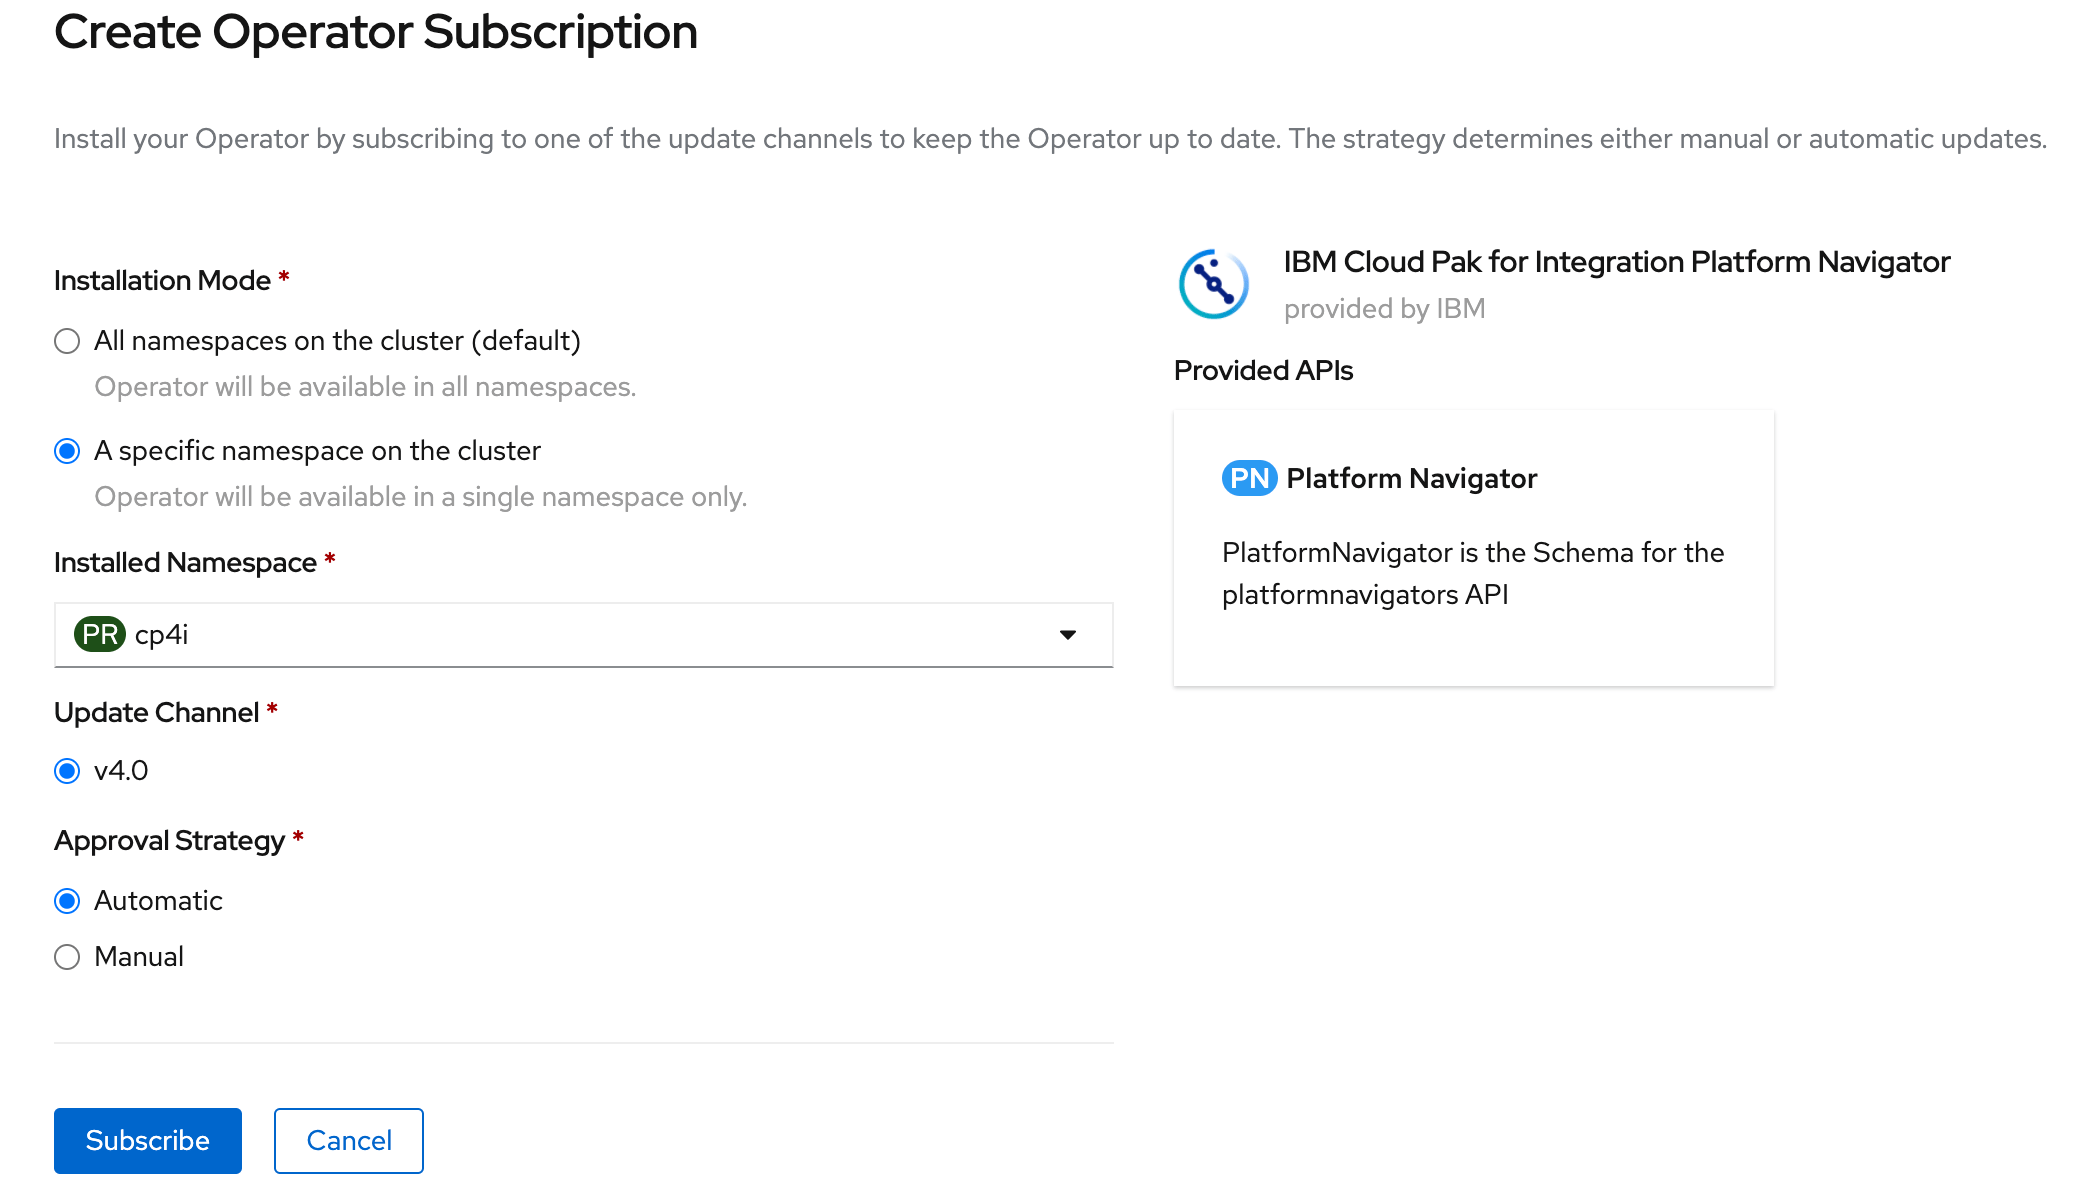 Create Operator Subscription
Install your Operator by subscribing to one of the update channels to keep the Operator up to date. The strategy determines either manual or automatic updates.
Installation Mode *
All namespaces on the cluster (default)
Operator will be available in all namespaces.
A specific namespace on the cluster
Operator will be available in a single namespace only.
Installed Namespace *
PR cp4i
Update Channel *
v4.0
Approval Strategy *
Automatic
Manual
Subscribe
Cancel
IBM Cloud Pak for Integration Platform Navigator
provided by IBM
Provided APIs
PN Platform Navigator
PlatformNavigator is the Schema for the
platformnavigators API